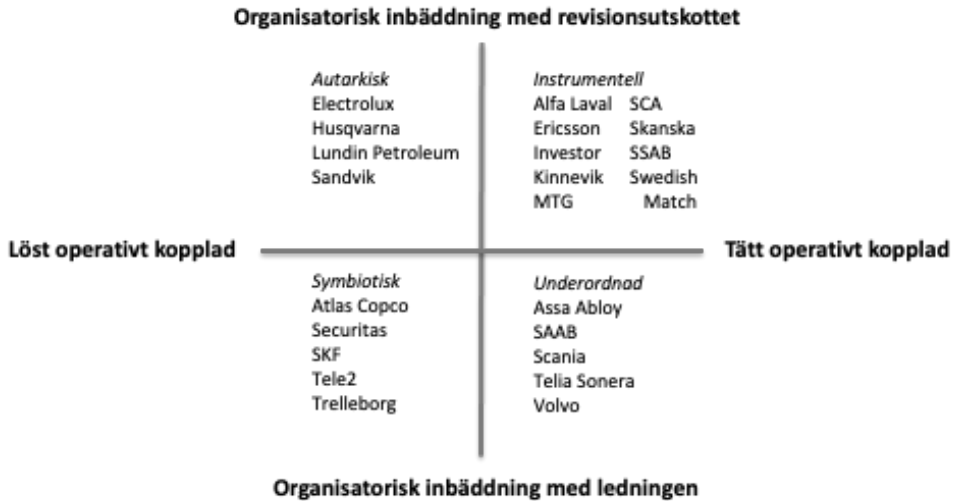 Organisatorisk inbäddning med revisionsutskottet
Autarkisk
Electrolux
Husqvarna
Lundin Petroleum
Sandvik
Instrumentell
Alfa Laval SCA
Ericsson Skanska
Investor SSAB
Kinnevik Swedish
MTG Match
Löst operativt kopplad
Tätt operativt kopplad
Symbiotisk
Atlas Copco
Securitas
SKF
Tele2
Trelleborg
Underordnad
Assa Abloy
SAAB
Scania
Telia Sonera
Volvo
Organisatorisk inbäddning med ledningen